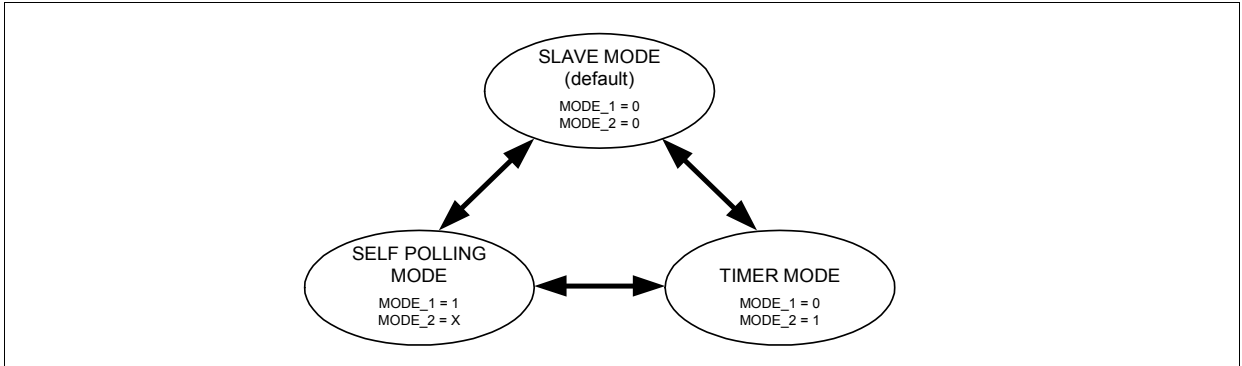 SLAVE MODE
(default)
MODE_1 = 0
MODE_2 = 0
SELF POLLING
MODE
MODE_1 = 1
MODE_2 = X
TIMER MODE
MODE_1 = 0
MODE_2 = 1